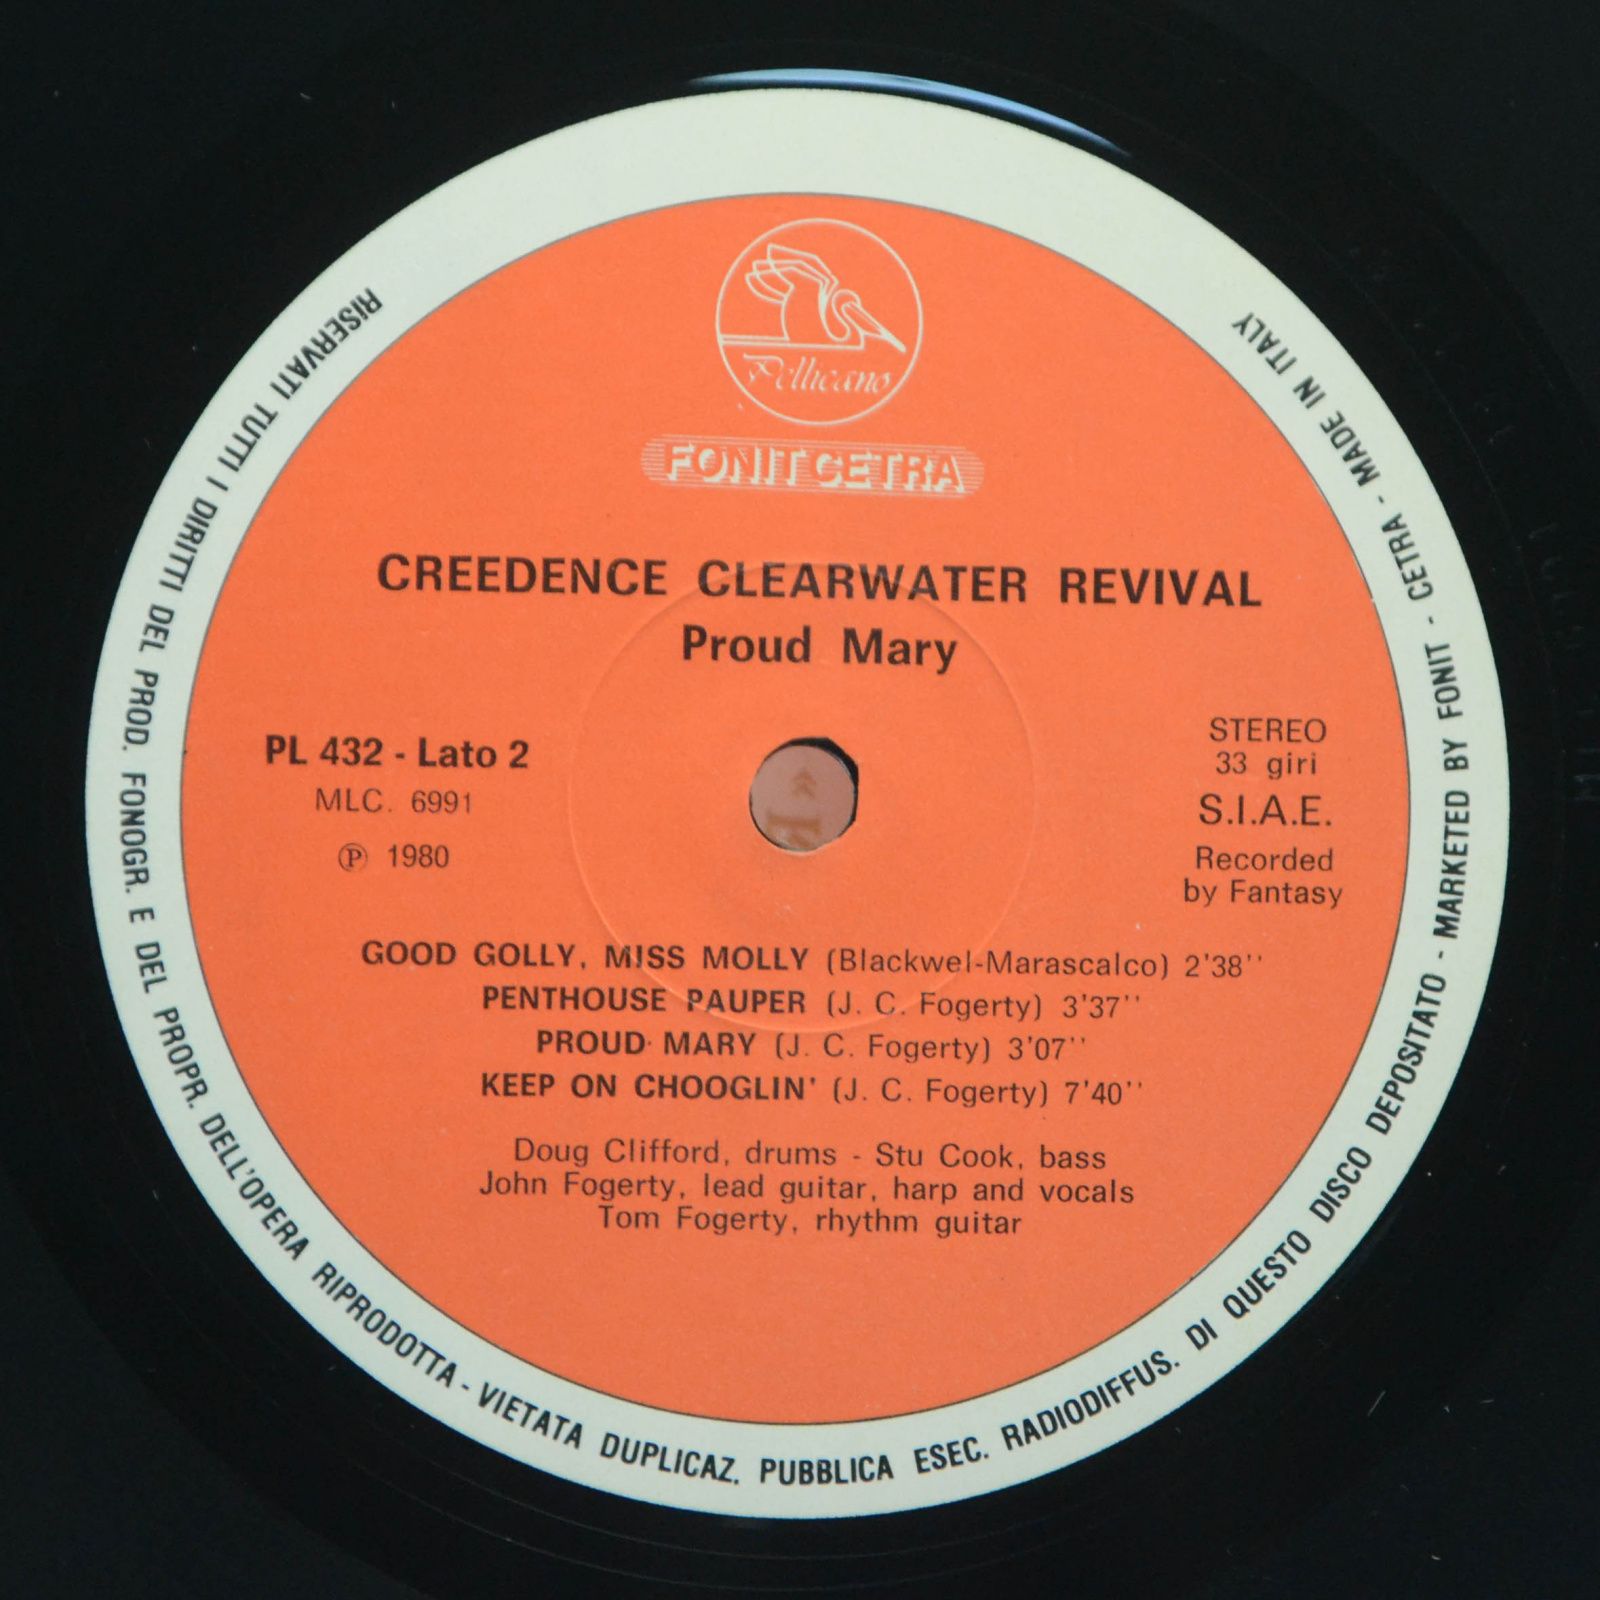 Pellicano
FONIT CETRA
CREEDENCE CLEARWATER REVIVAL
Proud Mary
PL 432 - Lato 2
MLC. 6991
℗ 1980
STEREO
33 giri
S.I.A.E.
Recorded
by Fantasy
GOOD GOLLY, MISS MOLLY (Blackwel-Marascalco) 2'38''
PENTHOUSE PAUPER (J. C. Fogerty) 3'37''
PROUD MARY (J. C. Fogerty) 3'07''
KEEP ON CHOOGLIN' (J. C. Fogerty) 7'40''
Doug Clifford, drums - Stu Cook, bass
John Fogerty, lead guitar, harp and vocals
Tom Fogerty, rhythm guitar
RISERVATI TUTTI I DIRITTI DEL PROD. FONOGR. E DEL PROPR. DELL'OPERA RIPRODOTTA - VIETATA DUPLICAZ. PUBBLICA ESEC. RADIODIFFUS. DI QUESTO DISCO DEPOSITATO - MARKETED BY FONIT - CETRA - MADE IN ITALY